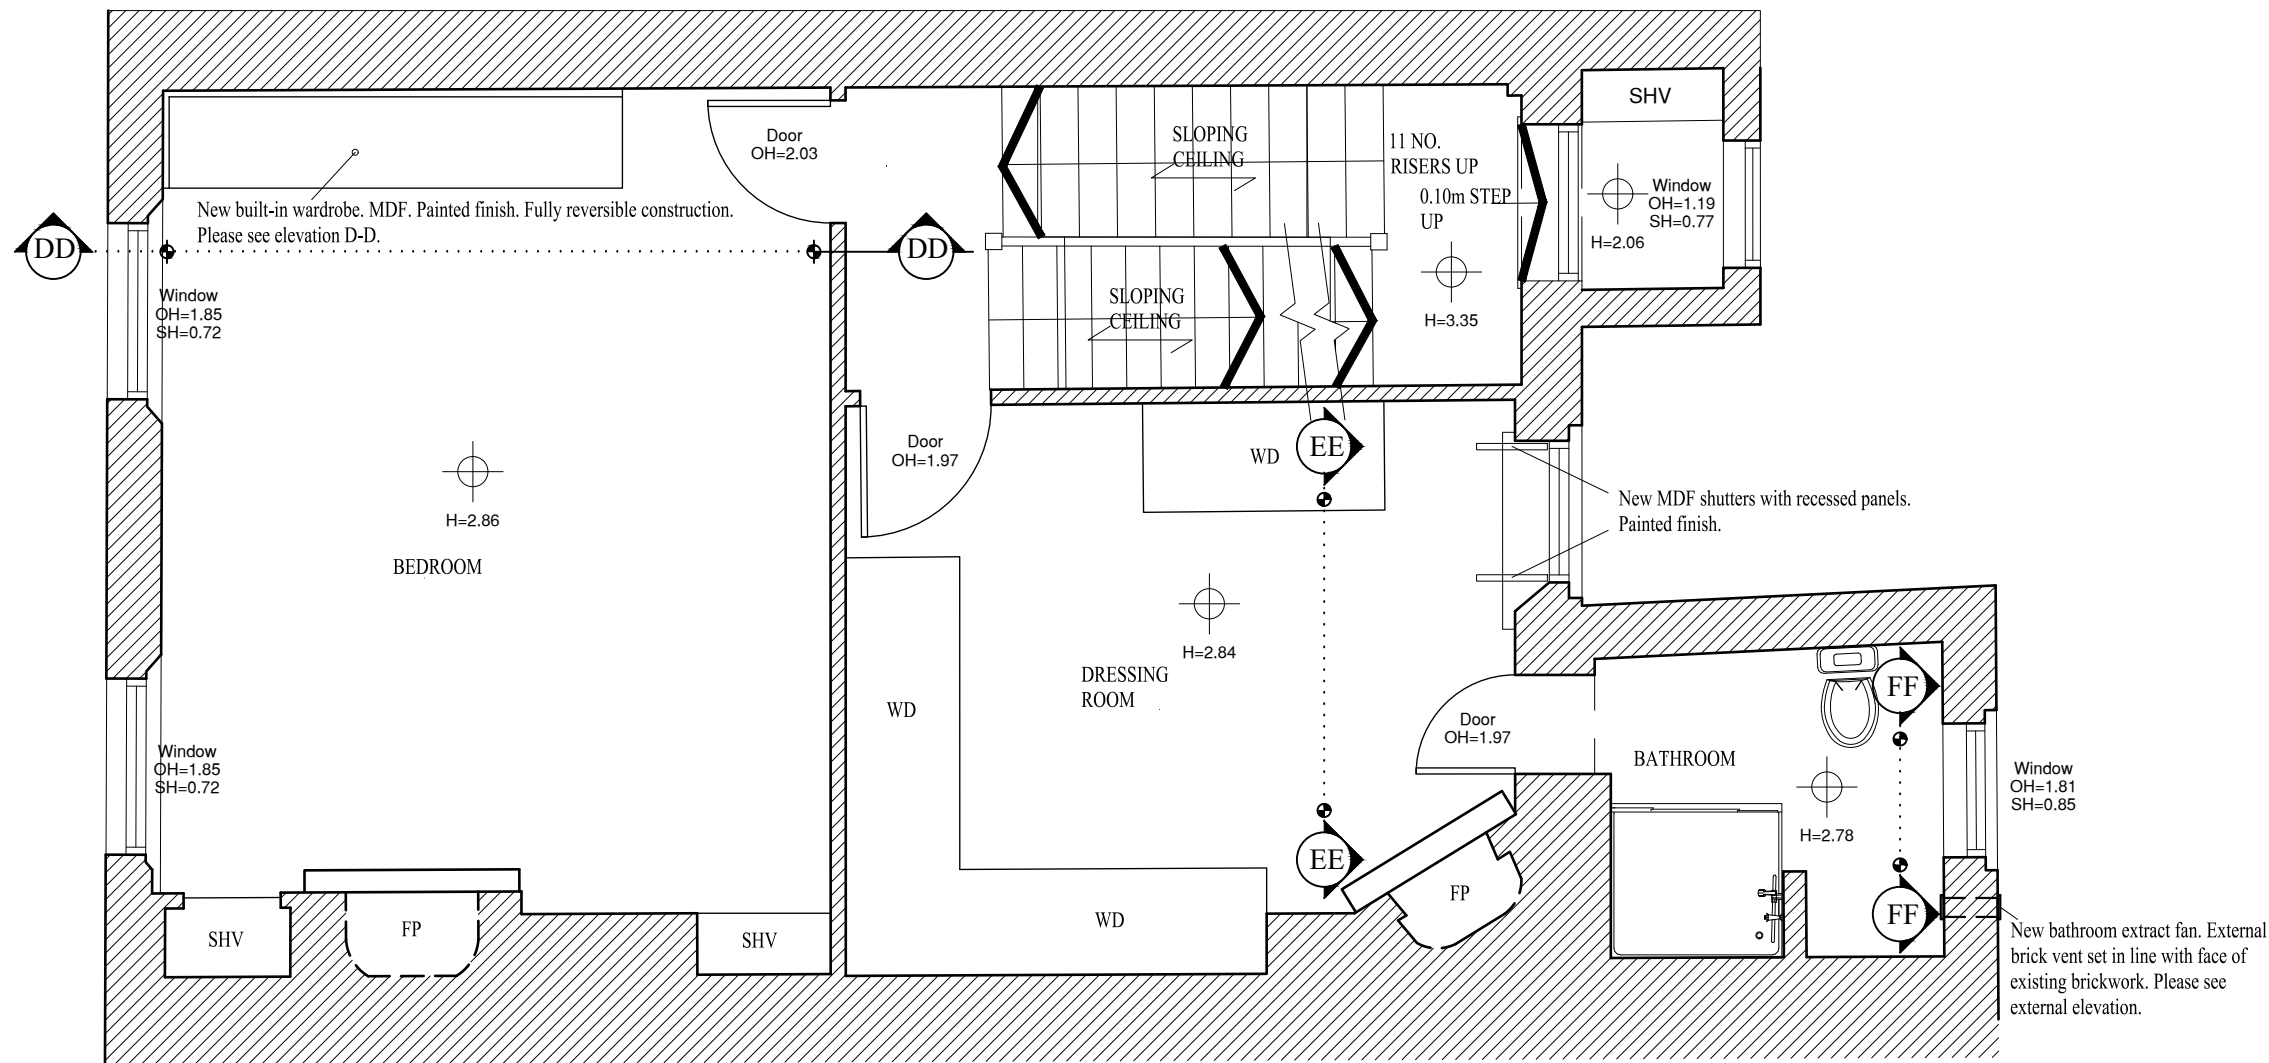 SHV
Door
OH=2.03
SLOPING
CEILING
11 NO.
RISERS UP
0.10m STEP
UP
Window
OH=1.19
SH=0.77
H=2.06
New built-in wardrobe. MDF. Painted finish. Fully reversible construction.
Please see elevation D-D.
DD
DD
Window
OH=1.85
SH=0.72
SLOPING
CEILING
H=3.35
Door
OH=1.97
WD
EE
H=2.86
BEDROOM
New MDF shutters with recessed panels.
Painted finish.
H=2.84
DRESSING
ROOM
WD
FF
Door
OH=1.97
BATHROOM
Window
OH=1.85
SH=0.72
Window
OH=1.81
SH=0.85
H=2.78
EE
FP
SHV
FP
SHV
WD
FF
New bathroom extract fan. External
brick vent set in line with face of
existing brickwork. Please see
external elevation.